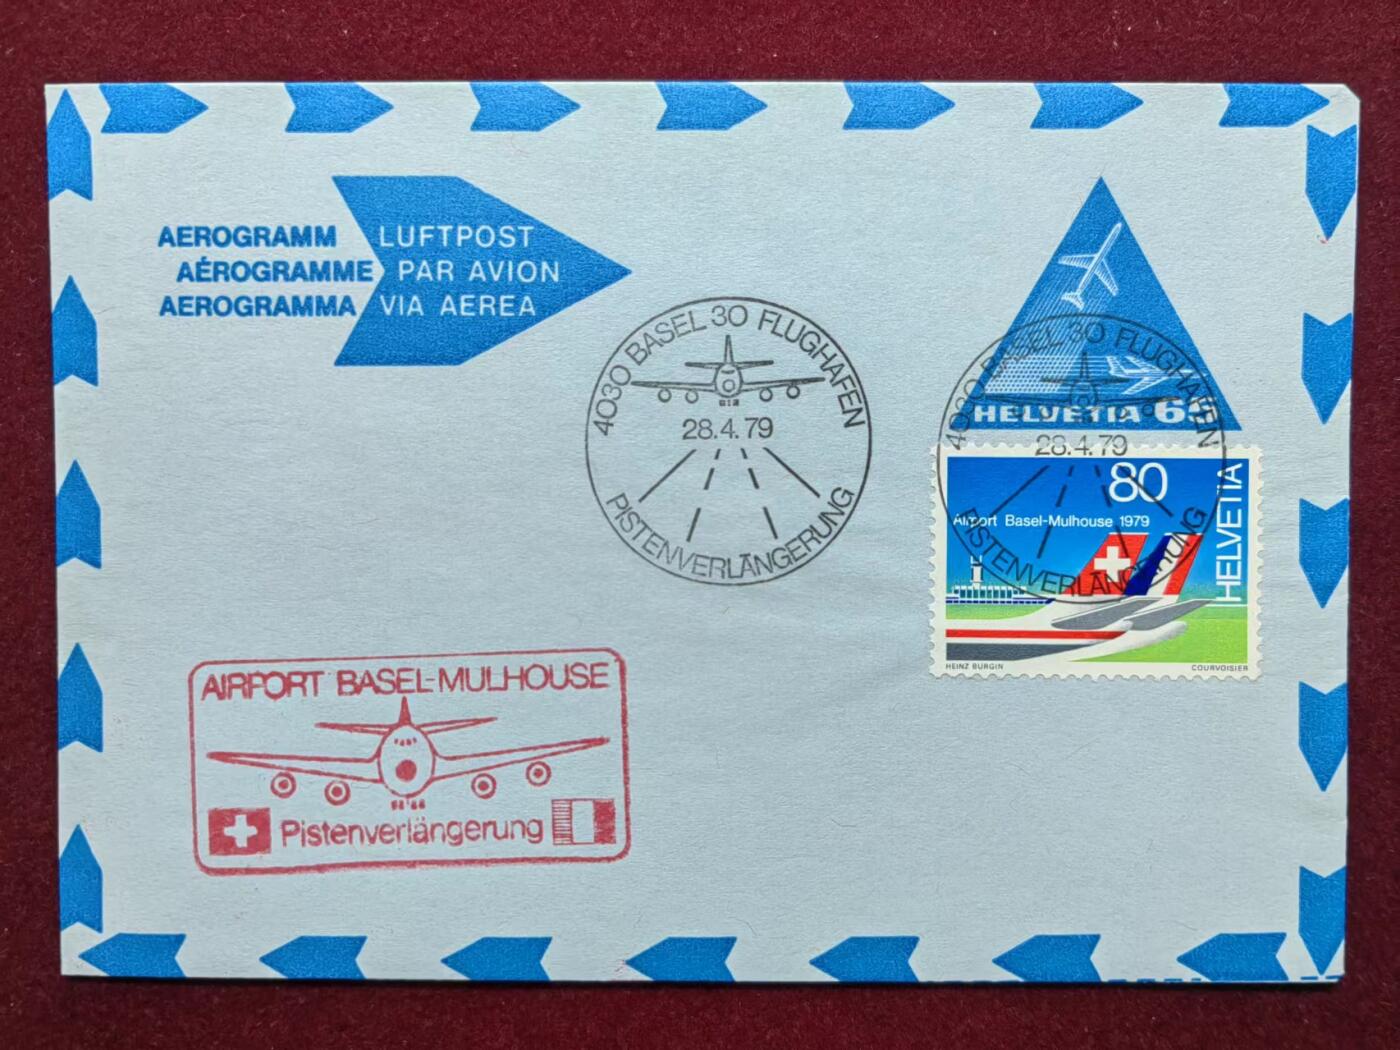 AEROGRAMM LUFTPOST
AÉROGRAMME PAR AVION
AEROGRAMMA VIA AEREA
4030 BASEL 30 FLUGHAFEN
28.4.79
PISTENVERLÄNGERUNG
HELVETIA
4030 BASEL 30 FLUGHAFEN
28.4.79
PISTENVERLÄNGERUNG
80
HELVETIA
Airport Basel-Mulhouse 1979
HEINZ BÜRGIN COURVOISIER
AIRPORT BASEL-MULHOUSE
Pistenverlängerung